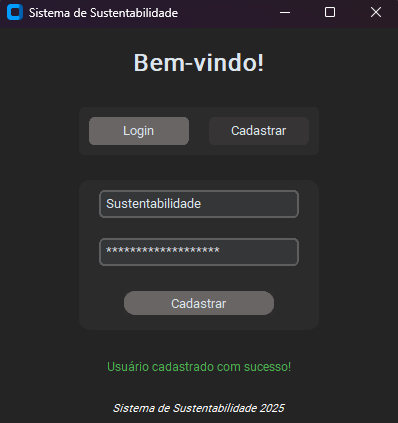 Sistema de Sustentabilidade
Bem-vindo!
Login
Cadastrar
Sustentabilidade
*******************
Cadastrar
Usuário cadastrado com sucesso!
Sistema de Sustentabilidade 2025